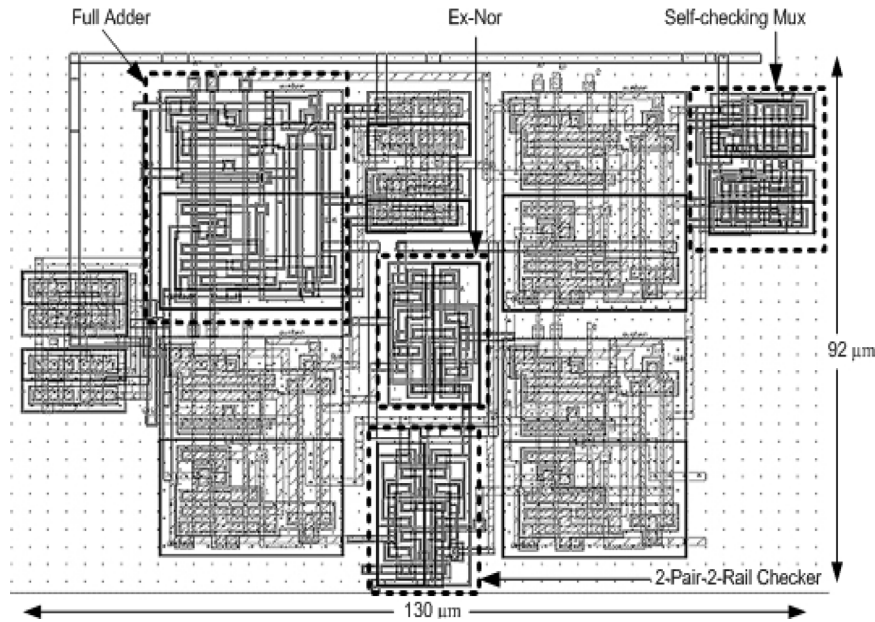 Full Adder
Ex-Nor
Self-checking Mux
92 µm
2-Pair-2-Rail Checker
130 µm